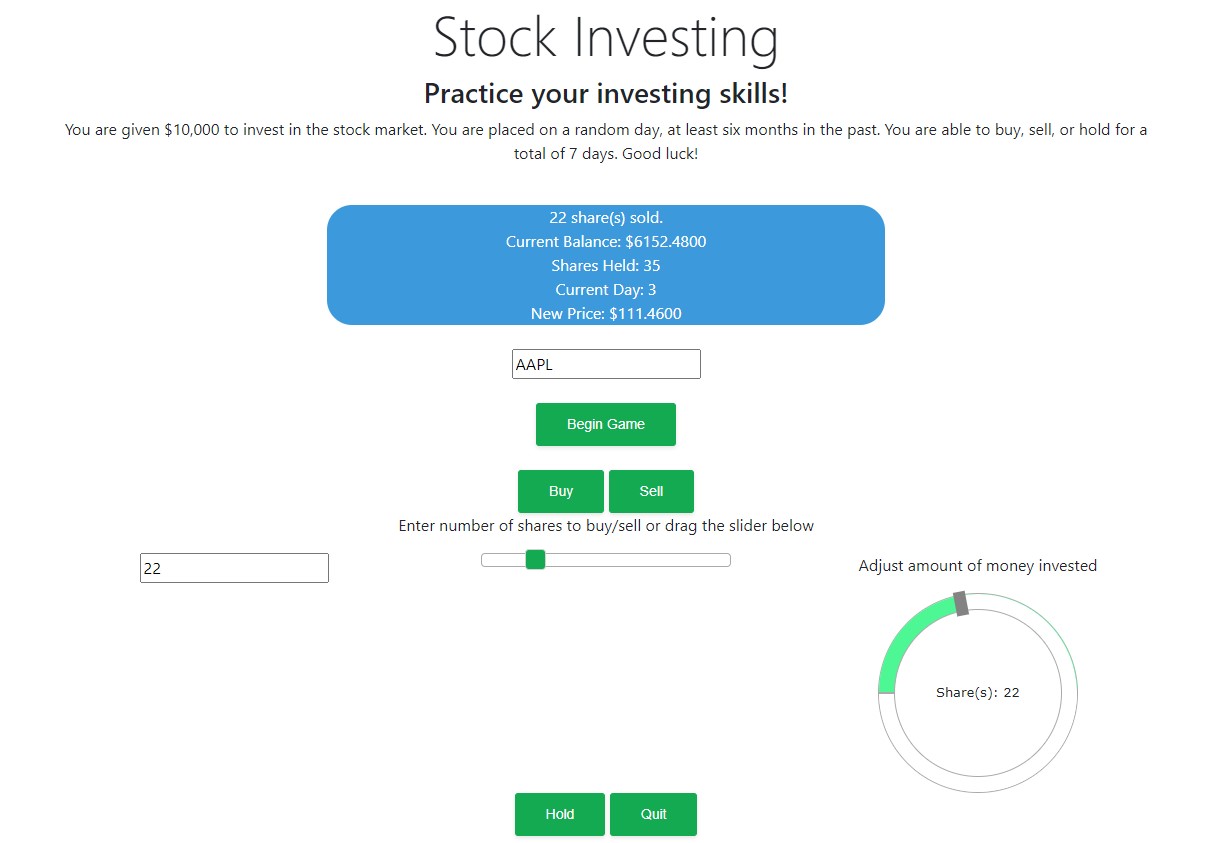 Stock Investing
Practice your investing skills!
You are given $10,000 to invest in the stock market. You are placed on a random day, at least six months in the past. You are able to buy, sell, or hold for a
total of 7 days. Good luck!
22 share(s) sold.
Current Balance: $6152.4800
Shares Held: 35
Current Day: 3
New Price: $111.4600
AAPL
Begin Game
Buy
Sell
Enter number of shares to buy/sell or drag the slider below
22
Adjust amount of money invested
Share(s): 22
Hold
Quit